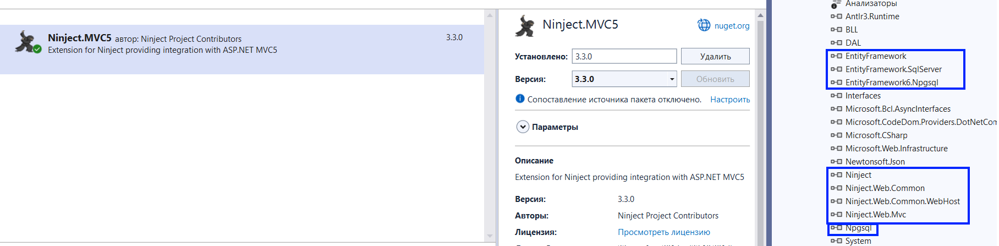 Ninject.MVC5 автор: Ninject Project Contributors
3.3.0
Extension for Ninject providing integration with ASP.NET MVC5
Ninject.MVC5
nuget.org
Установлено:
3.3.0
Удалить
Версия:
3.3.0
Обновить
Сопоставление источника пакета отключено.
Настроить
Параметры
Описание
Extension for Ninject providing integration with ASP.NET MVC5
Версия:
3.3.0
Авторы:
Ninject Project Contributors
Лицензия:
Просмотреть лицензию
Анализаторы
Antlr3.Runtime
BLL
DAL
EntityFramework
EntityFramework.SqlServer
EntityFramework6.Npgsql
Interfaces
Microsoft.Bcl.AsyncInterfaces
Microsoft.CodeDom.Providers.DotNetCom
Microsoft.CSharp
Microsoft.Web.Infrastructure
Newtonsoft.Json
Ninject
Ninject.Web.Common
Ninject.Web.Common.WebHost
Ninject.Web.Mvc
Npgsql
System